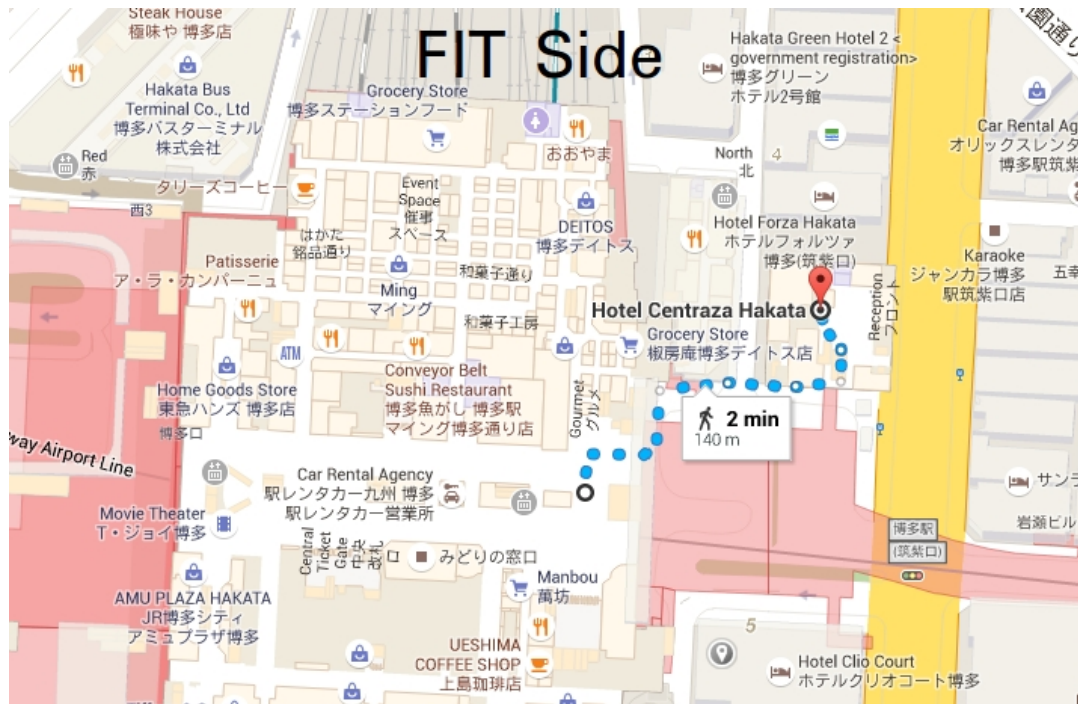 Steak House
極味や 博多店
FIT Side
Hakata Bus
Terminal Co., Ltd
博多バスターミナル
株式会社
Grocery Store
博多ステーションフード
Hakata Green Hotel 2 <
government registration>
博多グリーン
ホテル2号館
Car Rental Ag
オリックスレンタ
博多駅筑紫
Red
赤
タリーズコーヒー
西3
おおやま
North
北
4
Event
Space
催事
スペース
はかた
銘品通り
DEITOS
博多デイトス
Hotel Forza Hakata
ホテルフォルツァ
博多(筑紫口)
Karaoke
ジャンカラ博多
駅筑紫口店
五幸
Patisserie
ア・ラ・カンパーニュ
和菓子通り
Ming
マイング
和菓子工房
Hotel Centraza Hakata
Reception
フロント
Grocery Store
椒房庵博多デイトス店
ATM
Conveyor Belt
Sushi Restaurant
博多魚がし 博多駅
マイング博多通り店
Home Goods Store
東急ハンズ 博多店
博多口
Gourmet
グルメ
2 min
140 m
way Airport Line
Car Rental Agency
駅レンタカー九州 博多
駅レンタカー営業所
サンラ
Movie Theater
T・ジョイ博多
岩瀬ビル
博多駅
(筑紫口)
Central
Ticket
Gate
中央
改札
口
みどりの窓口
Manbou
萬坊
AMU PLAZA HAKATA
JR博多シティ
アミュプラザ博多
5
UESHIMA
COFFEE SHOP
上島珈琲店
Hotel Clio Court
ホテルクリオコート博多